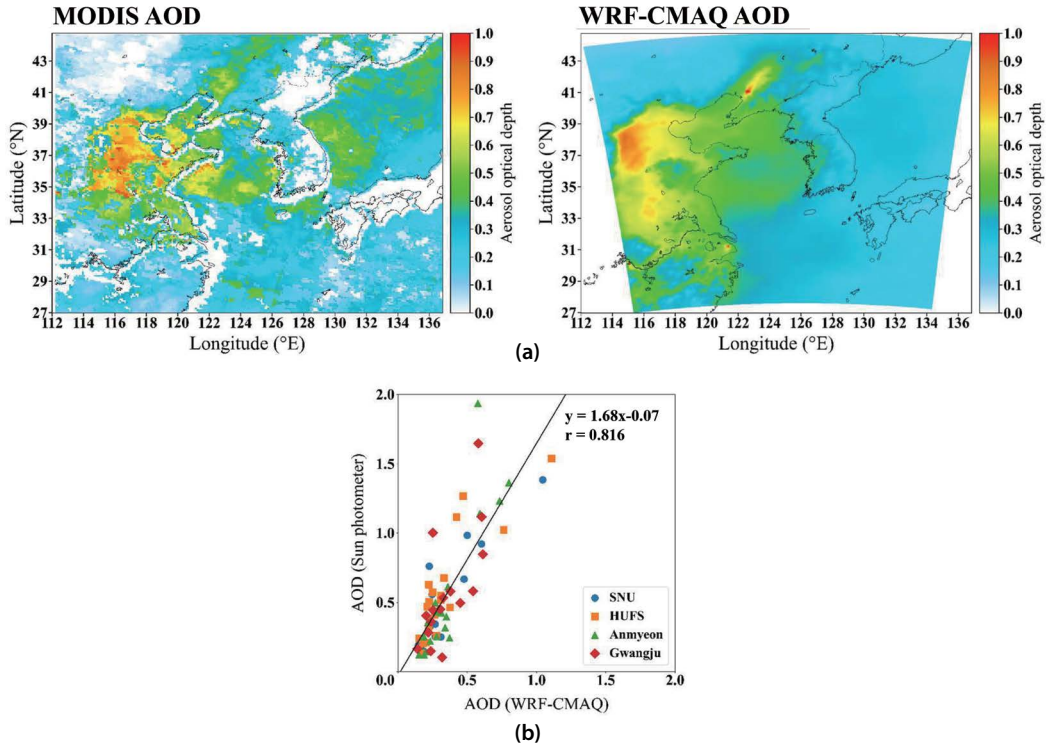 MODIS AOD
WRF-CMAQ AOD
43
41
39
37
35
33
31
29
27
112 114 116 118 120 122 124 126 128 130 132 134 136
Latitude (°N)
Longitude (°E)
1.0
0.9
0.8
0.7
0.6
0.5
0.4
0.3
0.2
0.1
0.0
Aerosol optical depth
43
41
39
37
35
33
31
29
27
112 114 116 118 120 122 124 126 128 130 132 134 136
Latitude (°N)
Longitude (°E)
1.0
0.9
0.8
0.7
0.6
0.5
0.4
0.3
0.2
0.1
0.0
Aerosol optical depth
(a)
2.0
1.5
1.0
0.5
0.0
0.5
1.0
1.5
2.0
AOD (Sun photometer)
AOD (WRF-CMAQ)
y = 1.68x-0.07
r = 0.816
SNU
HUFS
Anmyeon
Gwangju
(b)